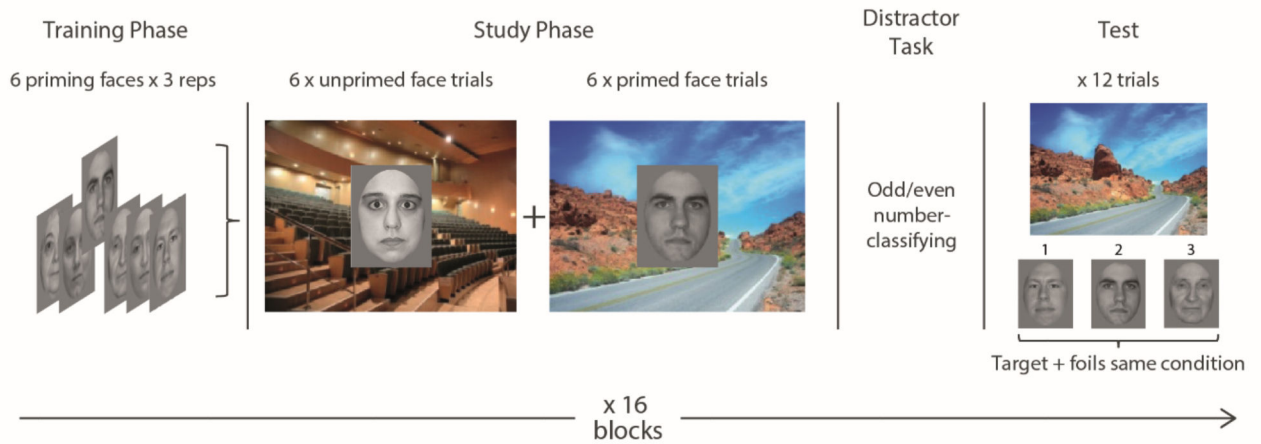 Training Phase
6 priming faces x 3 reps
Study Phase
6 x unprimed face trials
6 x primed face trials
+
Distractor
Task
Odd/even
number-
classifying
Test
x 12 trials
1 2 3
Target + foils same condition
x 16
blocks